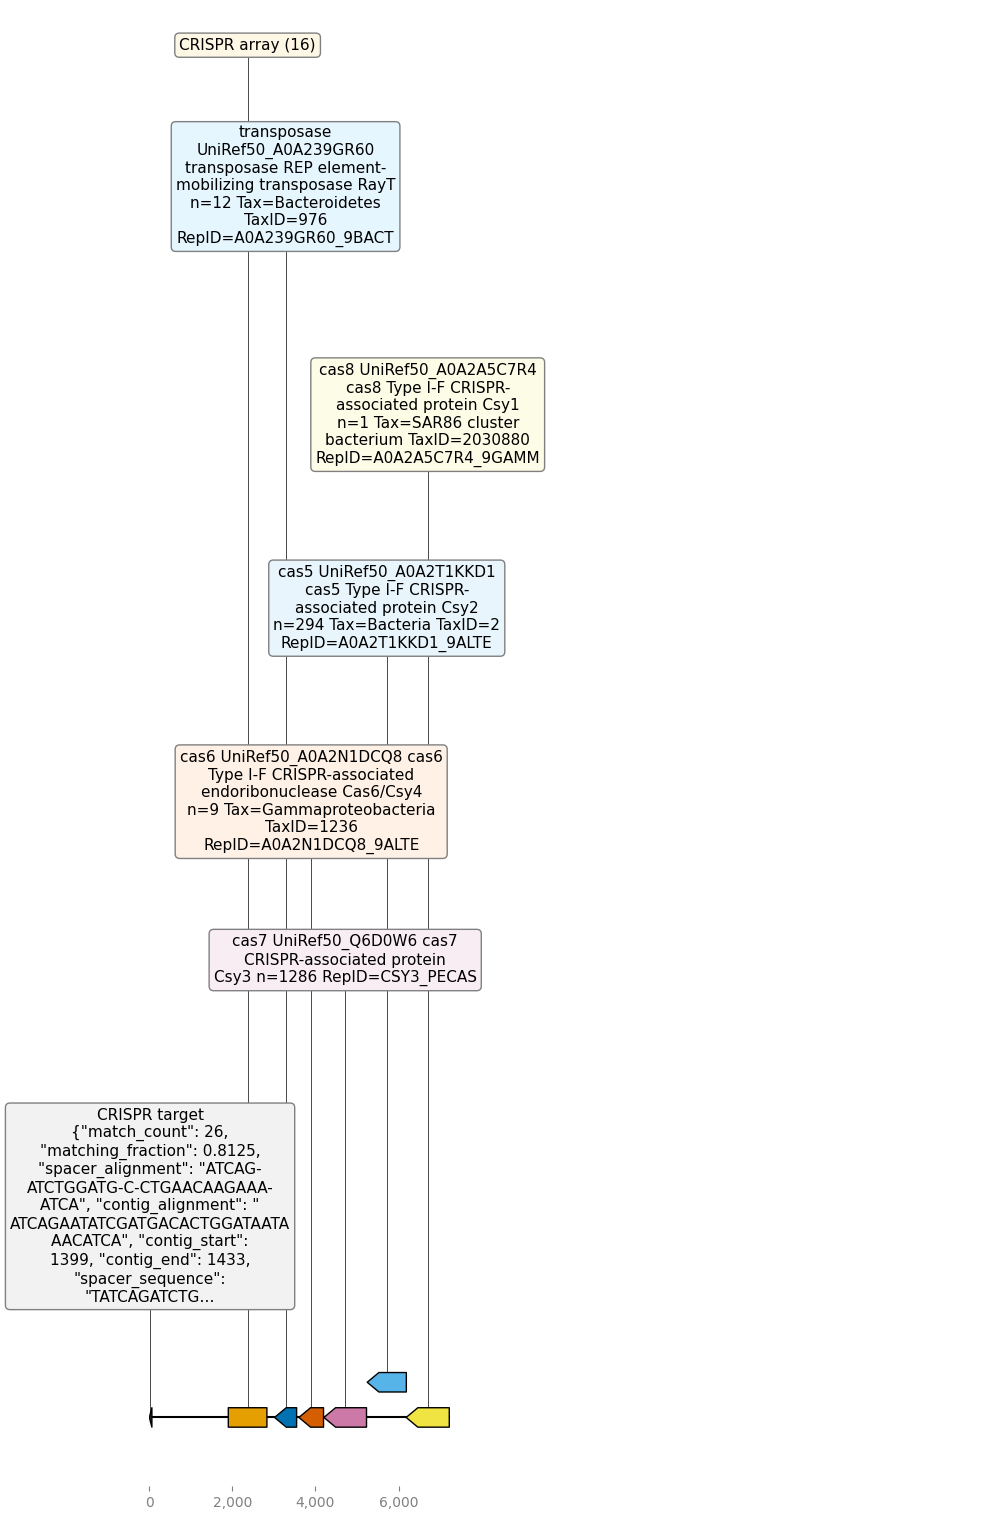 CRISPR array (16)
transposase
UniRef50_A0A239GR60
transposase REP element-
mobilizing transposase RayT
n=12 Tax=Bacteroidetes
TaxID=976
RepID=A0A239GR60_9BACT
cas8 UniRef50_A0A2A5C7R4
cas8 Type I-F CRISPR-
associated protein Csy1
n=1 Tax=SAR86 cluster
bacterium TaxID=2030880
RepID=A0A2A5C7R4_9GAMM
cas5 UniRef50_A0A2T1KKD1
cas5 Type I-F CRISPR-
associated protein Csy2
n=294 Tax=Bacteria TaxID=2
RepID=A0A2T1KKD1_9ALTE
cas6 UniRef50_A0A2N1DCQ8 cas6
Type I-F CRISPR-associated
endoribonuclease Cas6/Csy4
n=9 Tax=Gammaproteobacteria
TaxID=1236
RepID=A0A2N1DCQ8_9ALTE
cas7 UniRef50_Q6D0W6 cas7
CRISPR-associated protein
Csy3 n=1286 RepID=CSY3_PECAS
CRISPR target
{"match_count": 26,
"matching_fraction": 0.8125,
"spacer_alignment": "ATCAG-
ATCTGGATG-C-CTGAACAAGAAA-
ATCA", "contig_alignment": "
ATCAGAATATCGATGACACTGGATAATA
AACATCA", "contig_start":
1399, "contig_end": 1433,
"spacer_sequence":
"TATCAGATCTG...
0 2,000 4,000 6,000